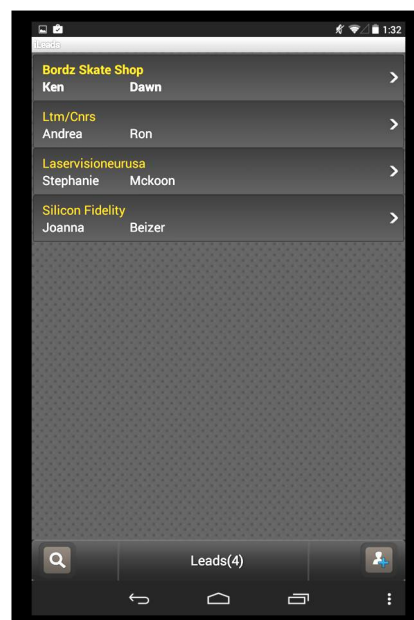 1:32
iLeads
Bordz Skate Shop
Ken Dawn
Ltm/Cnrs
Andrea Ron
Laservisioneurusa
Stephanie Mckoon
Silicon Fidelity
Joanna Beizer
Leads(4)